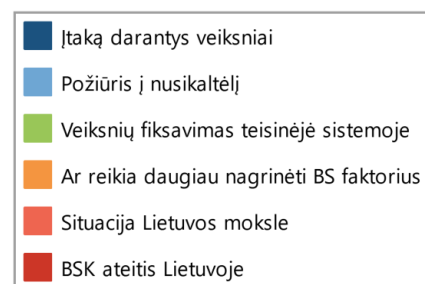 Įtaką darantys veiksniai
Požiūris į nusikaltėlį
Veiksnių fiksavimas teisinėjė sistemoje
Ar reikia daugiau nagrinėti BS faktorius
Situacija Lietuvos moksle
BSK ateitis Lietuvoje